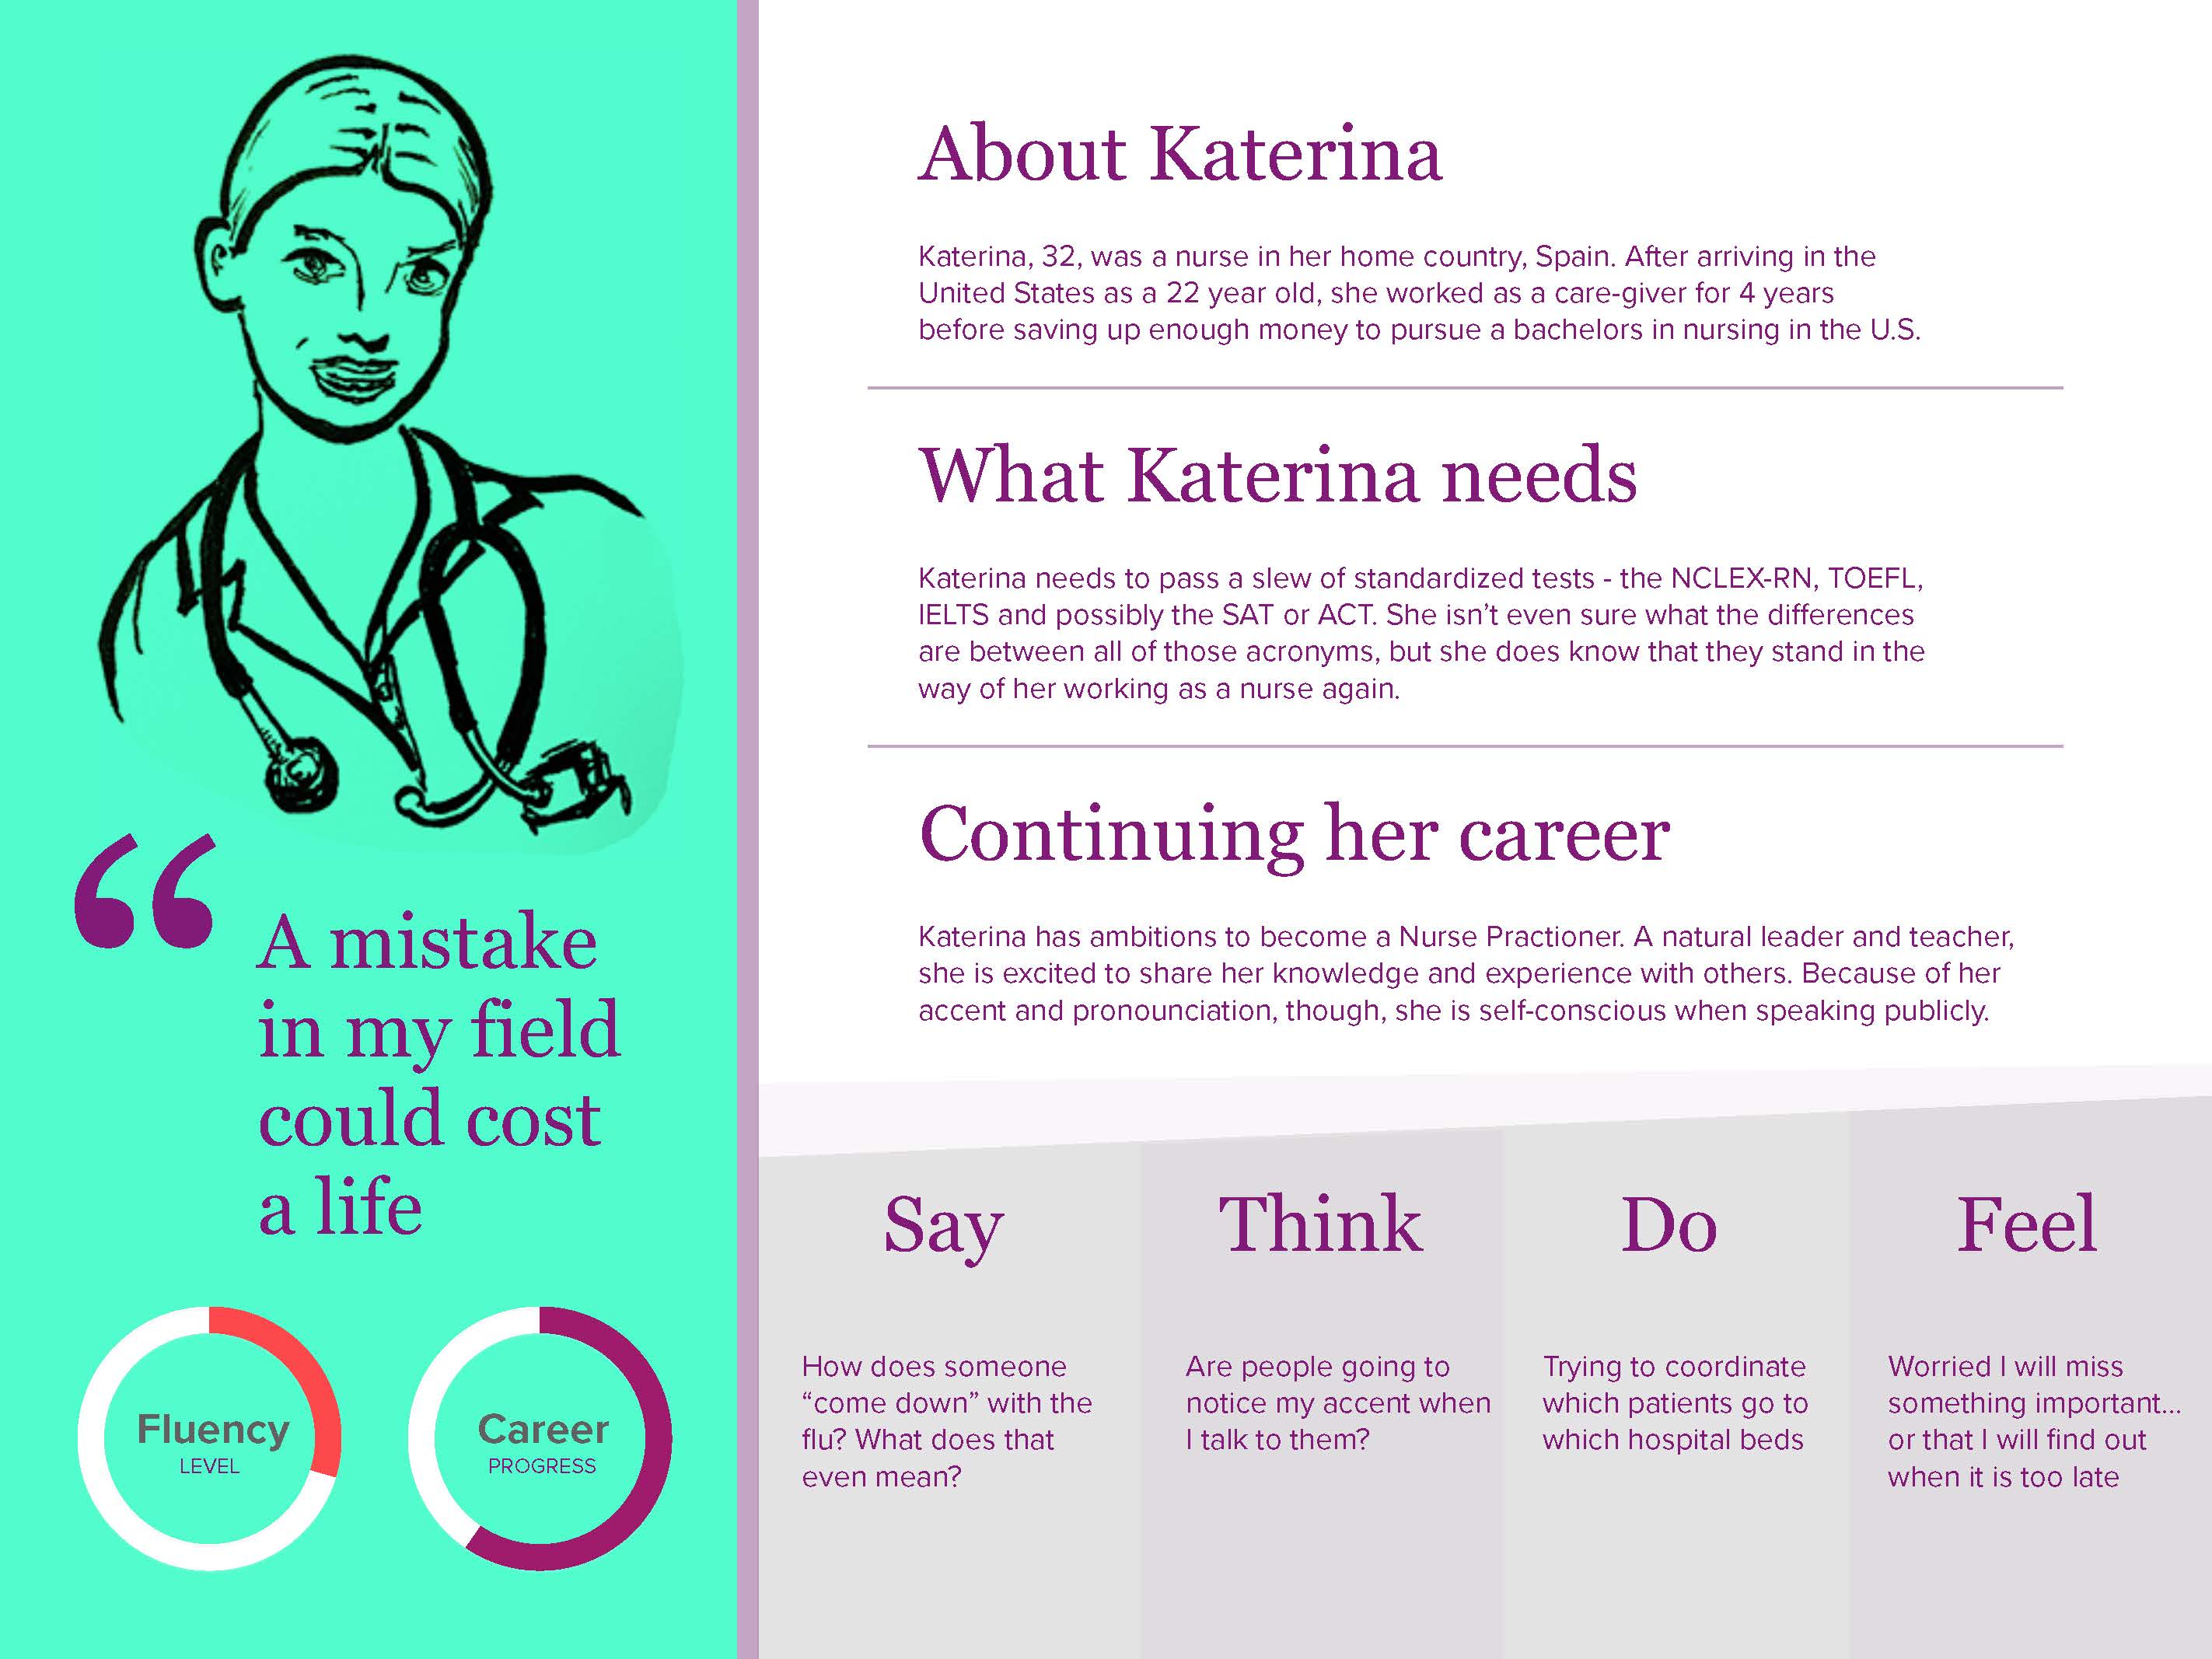 “
A mistake
in my field
could cost
a life
Fluency
LEVEL
Career
PROGRESS
About Katerina
Katerina, 32, was a nurse in her home country, Spain. After arriving in the
United States as a 22 year old, she worked as a care-giver for 4 years
before saving up enough money to pursue a bachelors in nursing in the U.S.
What Katerina needs
Katerina needs to pass a slew of standardized tests - the NCLEX-RN, TOEFL,
IELTS and possibly the SAT or ACT. She isn’t even sure what the differences
are between all of those acronyms, but she does know that they stand in the
way of her working as a nurse again.
Continuing her career
Katerina has ambitions to become a Nurse Practioner. A natural leader and teacher,
she is excited to share her knowledge and experience with others. Because of her
accent and pronounciation, though, she is self-conscious when speaking publicly.
Say
How does someone
“come down” with the
flu? What does that
even mean?
Think
Are people going to
notice my accent when
I talk to them?
Do
Trying to coordinate
which patients go to
which hospital beds
Feel
Worried I will miss
something important...
or that I will find out
when it is too late